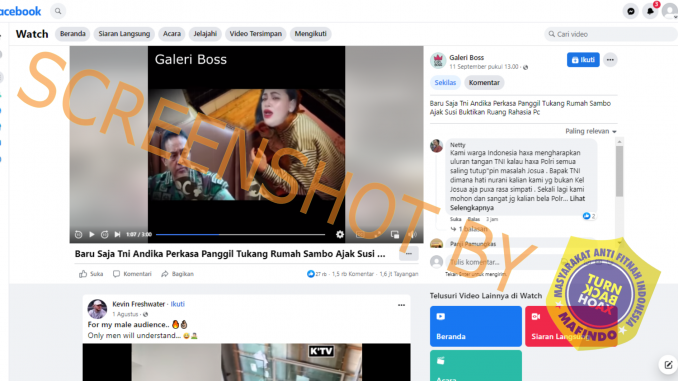 facebook
3
Watch
Beranda
Siaran Langsung
Acara
Jelajahi
Video Tersimpan
Mengikuti
Cari video
Galeri Boss
1:07 / 3:00
Baru Saja Tni Andika Perkasa Panggil Tukang Rumah Sambo Ajak Susi ...
Suka
Komentari
Bagikan
37 rb · 1,5 rb Komentar · 1,6 jt Tayangan
Kevin Freshwater · Ikuti
1 Agustus ·
For my male audience..
Only men will understand...
K'TV
Galeri Boss
11 September pukul 13.00 ·
Ikuti
Sekilas
Komentar
Baru Saja Tni Andika Perkasa Panggil Tukang Rumah Sambo
Ajak Susi Buktikan Ruang Rahasia Pc
Paling relevan
Netty
Kami warga Indonesia hax mengharapkan
uluran tangan TNI kalau haxa Polri semua
saling tutup"pin masalah Josua . Bapak TNI
dimana hati nurani kalian kami yg bukan Kel
Josua aja puxa rasa simpati . Sekali lagi kami
mohon dan sangat jg kalian bela Polr... Lihat
Selengkapnya
Suka
Balas
2 jam
2
1 balasan
Parji Pamungkas
Tulis komentar...
Tekan Enter untuk mengirim.
Telusuri Video Lainnya di Watch
Beranda
Siaran Langsung
Acara
SCREENSHOT BY
MASYARAKAT ANTI FITNAH INDONESIA
TURN
BACK
HOAX
MAFINDO